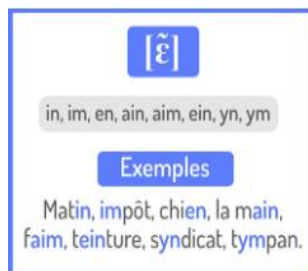 [ɛ̃]
in, im, en, ain, aim, ein, yn, ym
Exemples
Matin, impôt, chien, la main,
faim, teinture, syndicat, tympan.